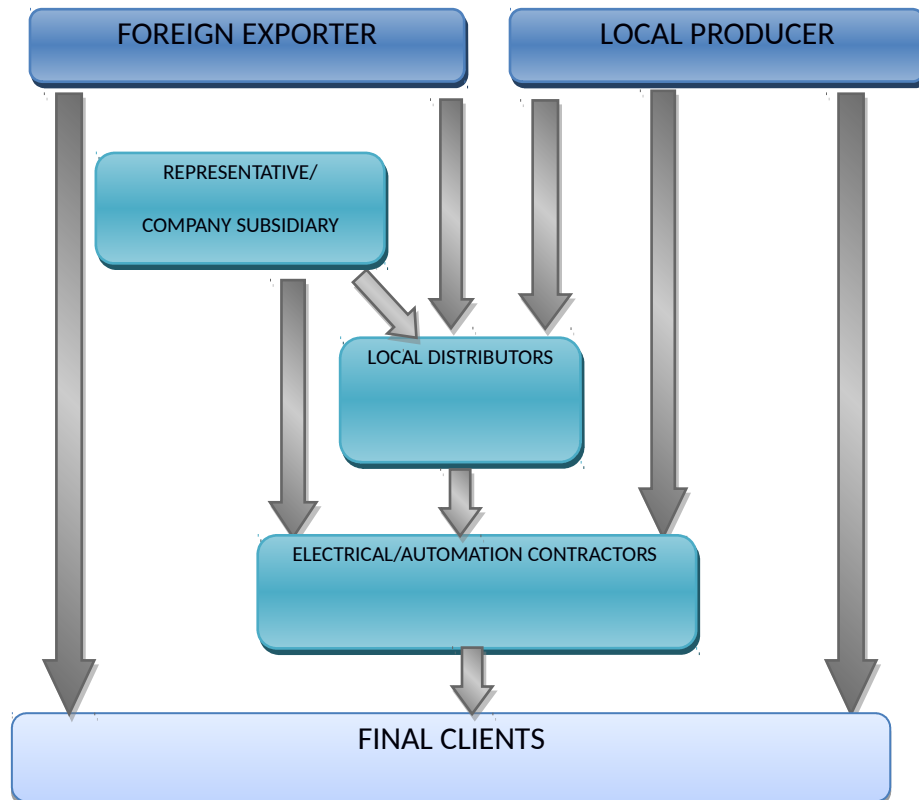 FOREIGN EXPORTER
LOCAL PRODUCER
REPRESENTATIVE/
COMPANY SUBSIDIARY
LOCAL DISTRIBUTORS
ELECTRICAL/AUTOMATION CONTRACTORS
FINAL CLIENTS